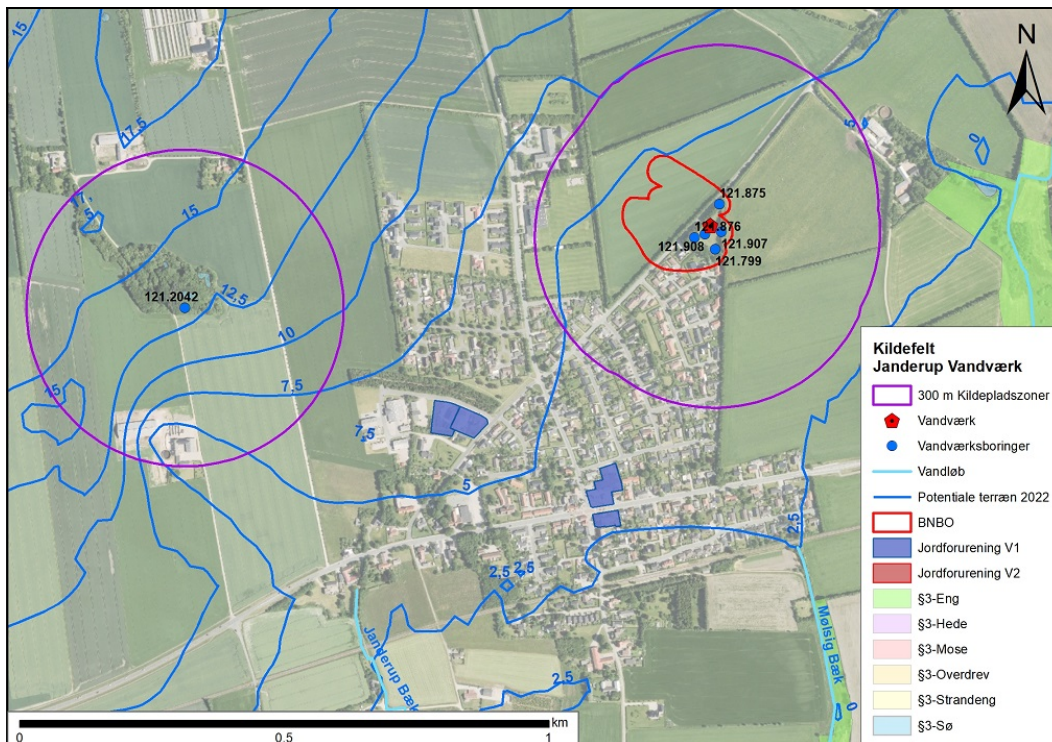 15
17,5
N
5
0
121.875
17,
5
15
121.876
121.908
121.907
121.799
12,5
121.2042
10
15
7,5
7,5
5
2,5
2,5
2,5
2,5
Janderup Bæk
Mølsig Bæk
0
Kildefelt
Janderup Vandværk
300 m Kildepladszoner
Vandværk
Vandværksboringer
Vandløb
Potentiale terræn 2022
BNBO
Jordforurening V1
Jordforurening V2
§3-Eng
§3-Hede
§3-Mose
§3-Overdrev
§3-Strandeng
§3-Sø
km
0
0.5
1